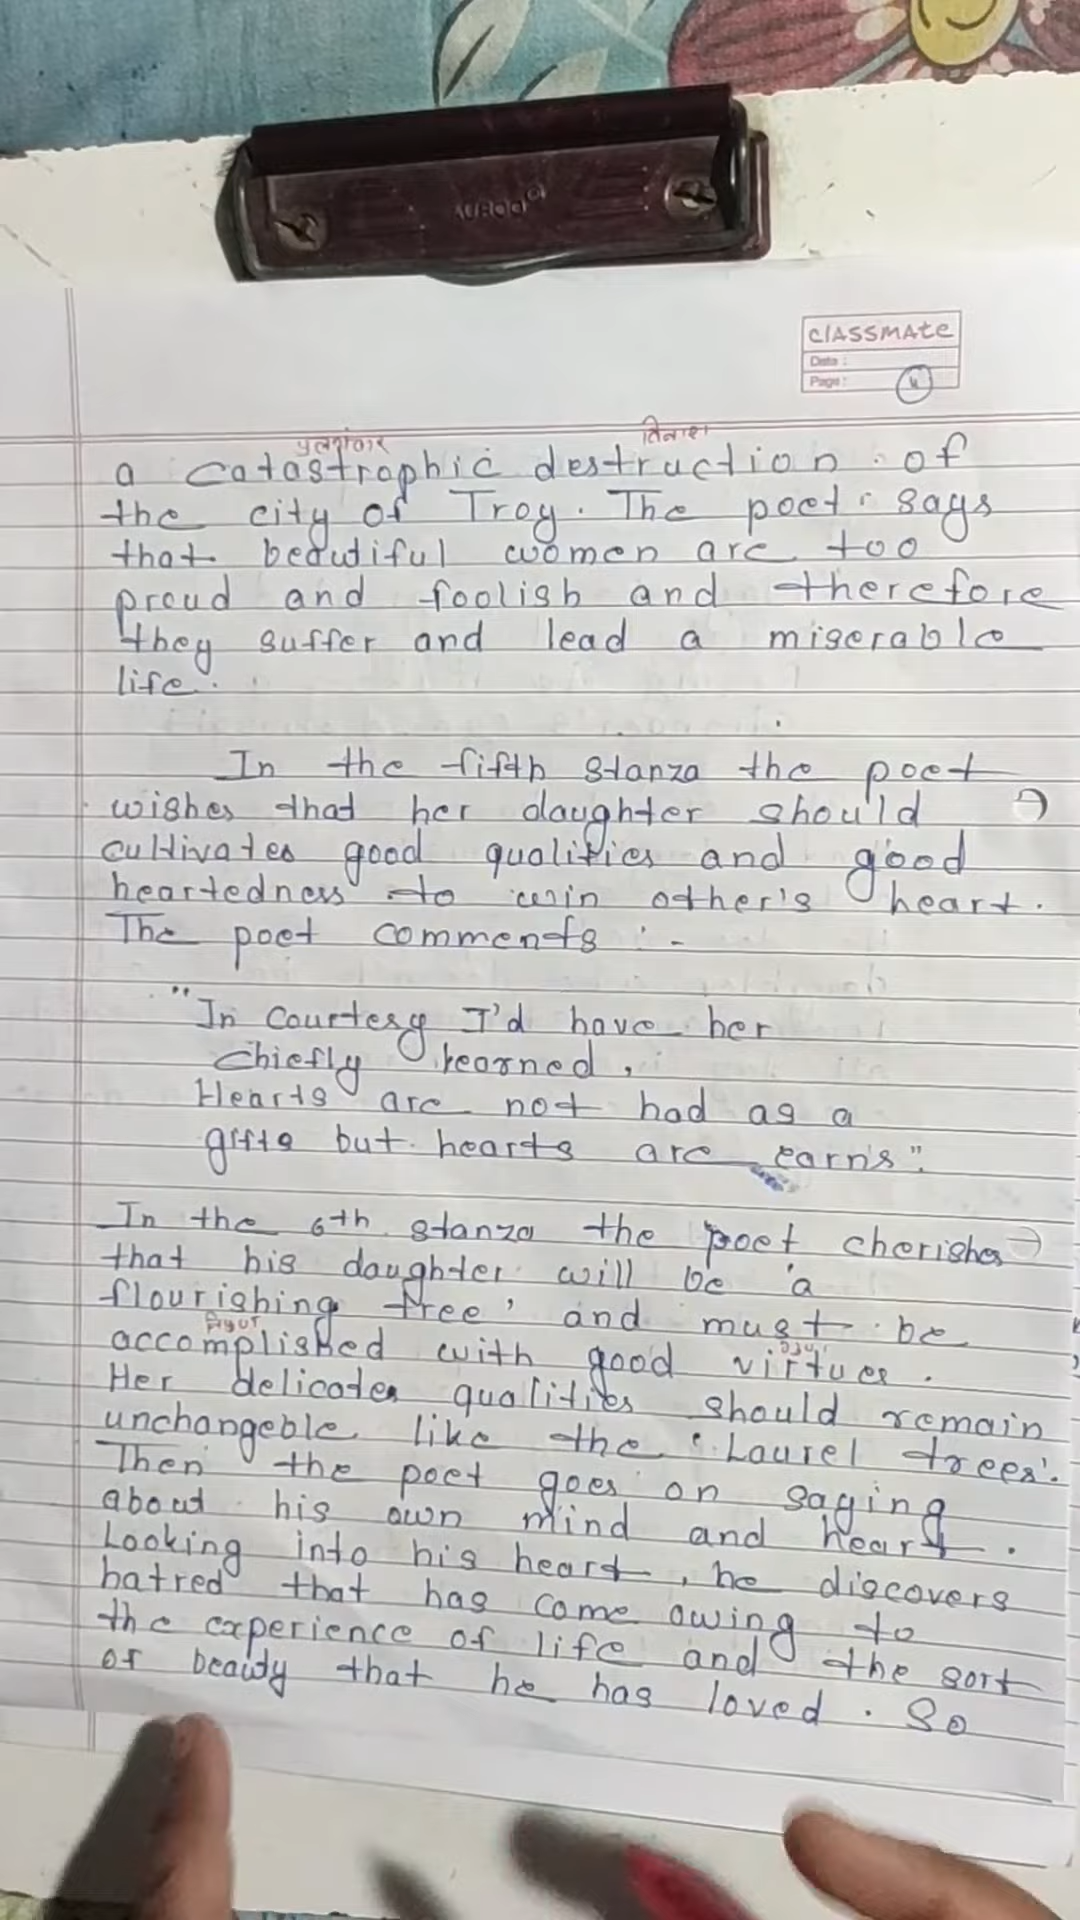 AUROOO
CLASSMATE
Date :
Page : 4
विनाश
a catastrophic destruction of
the city of Troy. The poet says
that beautiful women are too
proud and foolish and therefore
they suffer and lead a miserable
life.
In the fifth stanza the poet
wishes that her daughter should
cultivates good qualities and good
heartedness to win other's heart.
The poet comments :-
"In Courtesy I'd have her
chiefly learned,
Hearts are not had as a
gifts but hearts are earns".
In the 6th stanza the poet cherishes
that his daughter will be 'a
flourishing tree' and must be
निपुण
accomplished with good virtues.
Her delicates qualities should remain
unchangeble like the 'Laurel trees'.
Then the poet goes on saying
about his own mind and heart.
Looking into his heart, he discovers
hatred that has come owing to
the experience of life and the sort
of beauty that he has loved. So